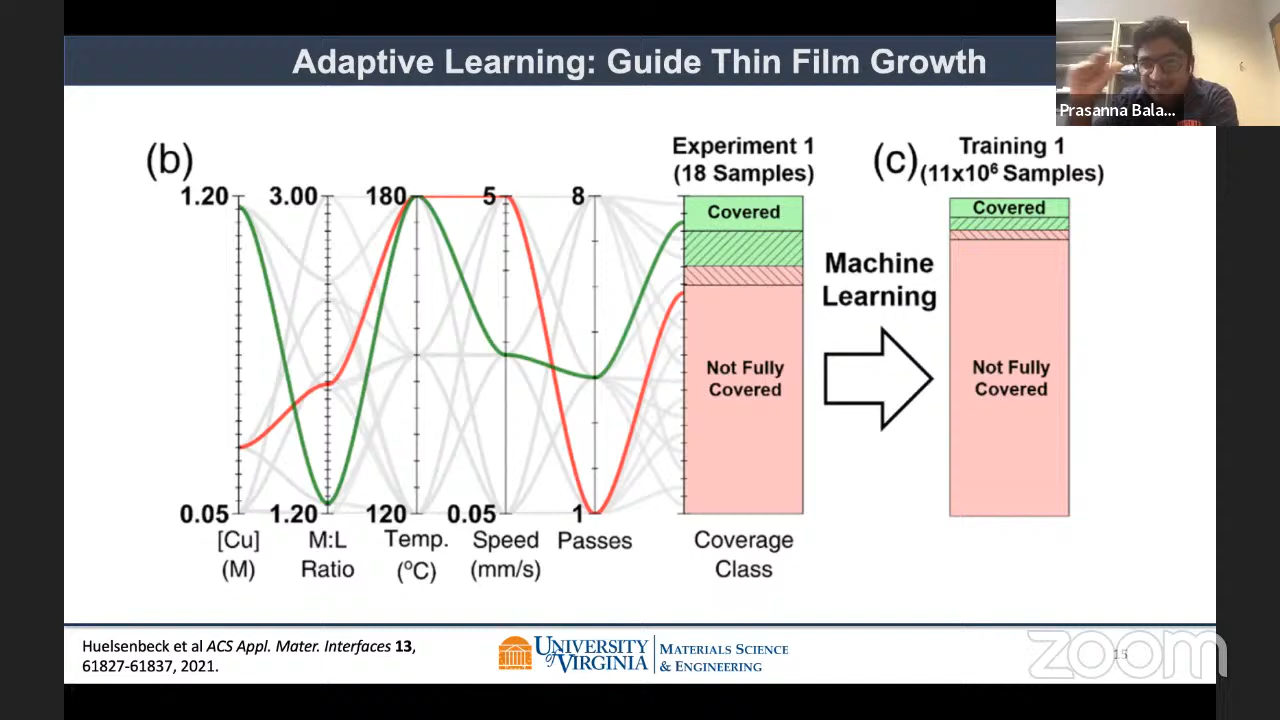 Adaptive Learning: Guide Thin Film Growth
Prasanna Bala...
(b)
Experiment 1
(18 Samples)
(c)
Training 1
(11x10⁶ Samples)
1.20
3.00
180
5
8
Covered
Covered
Machine
Learning
Not Fully
Covered
Not Fully
Covered
0.05
1.20
120
0.05
1
[Cu]
(M)
M:L
Ratio
Temp.
(°C)
Speed
(mm/s)
Passes
Coverage
Class
Huelsenbeck et al ACS Appl. Mater. Interfaces 13,
61827-61837, 2021.
UNIVERSITY
of VIRGINIA
MATERIALS SCIENCE
& ENGINEERING
15
zoom